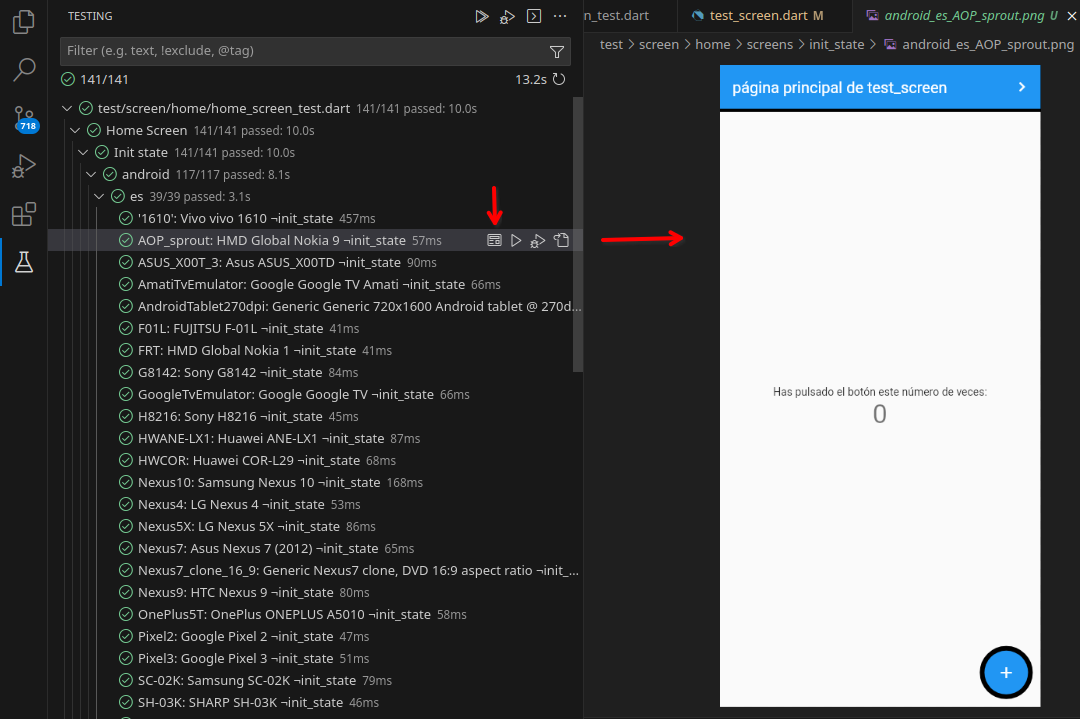 TESTING
Filter (e.g. text, !exclude, @tag)
141/141
13.2s
718
test/screen/home/home_screen_test.dart 141/141 passed: 10.0s
Home Screen 141/141 passed: 10.0s
Init state 141/141 passed: 10.0s
android 117/117 passed: 8.1s
es 39/39 passed: 3.1s
'1610': Vivo vivo 1610 ¬init_state 457ms
AOP_sprout: HMD Global Nokia 9 ¬init_state 57ms
ASUS_X00T_3: Asus ASUS_X00TD ¬init_state 90ms
AmatiTvEmulator: Google Google TV Amati ¬init_state 66ms
AndroidTablet270dpi: Generic Generic 720x1600 Android tablet @ 270d...
F01L: FUJITSU F-01L ¬init_state 41ms
FRT: HMD Global Nokia 1 ¬init_state 41ms
G8142: Sony G8142 ¬init_state 84ms
GoogleTvEmulator: Google Google TV ¬init_state 66ms
H8216: Sony H8216 ¬init_state 45ms
HWANE-LX1: Huawei ANE-LX1 ¬init_state 87ms
HWCOR: Huawei COR-L29 ¬init_state 68ms
Nexus10: Samsung Nexus 10 ¬init_state 168ms
Nexus4: LG Nexus 4 ¬init_state 53ms
Nexus5X: LG Nexus 5X ¬init_state 86ms
Nexus7: Asus Nexus 7 (2012) ¬init_state 65ms
Nexus7_clone_16_9: Generic Nexus7 clone, DVD 16:9 aspect ratio ¬init_...
Nexus9: HTC Nexus 9 ¬init_state 80ms
OnePlus5T: OnePlus ONEPLUS A5010 ¬init_state 58ms
Pixel2: Google Pixel 2 ¬init_state 47ms
Pixel3: Google Pixel 3 ¬init_state 51ms
SC-02K: Samsung SC-02K ¬init_state 79ms
SH-03K: SHARP SH-03K ¬init_state 46ms
n_test.dart
test_screen.dart M
android_es_AOP_sprout.png U
test > screen > home > screens > init_state > android_es_AOP_sprout.png
página principal de test_screen
Has pulsado el botón este número de veces:
0
+